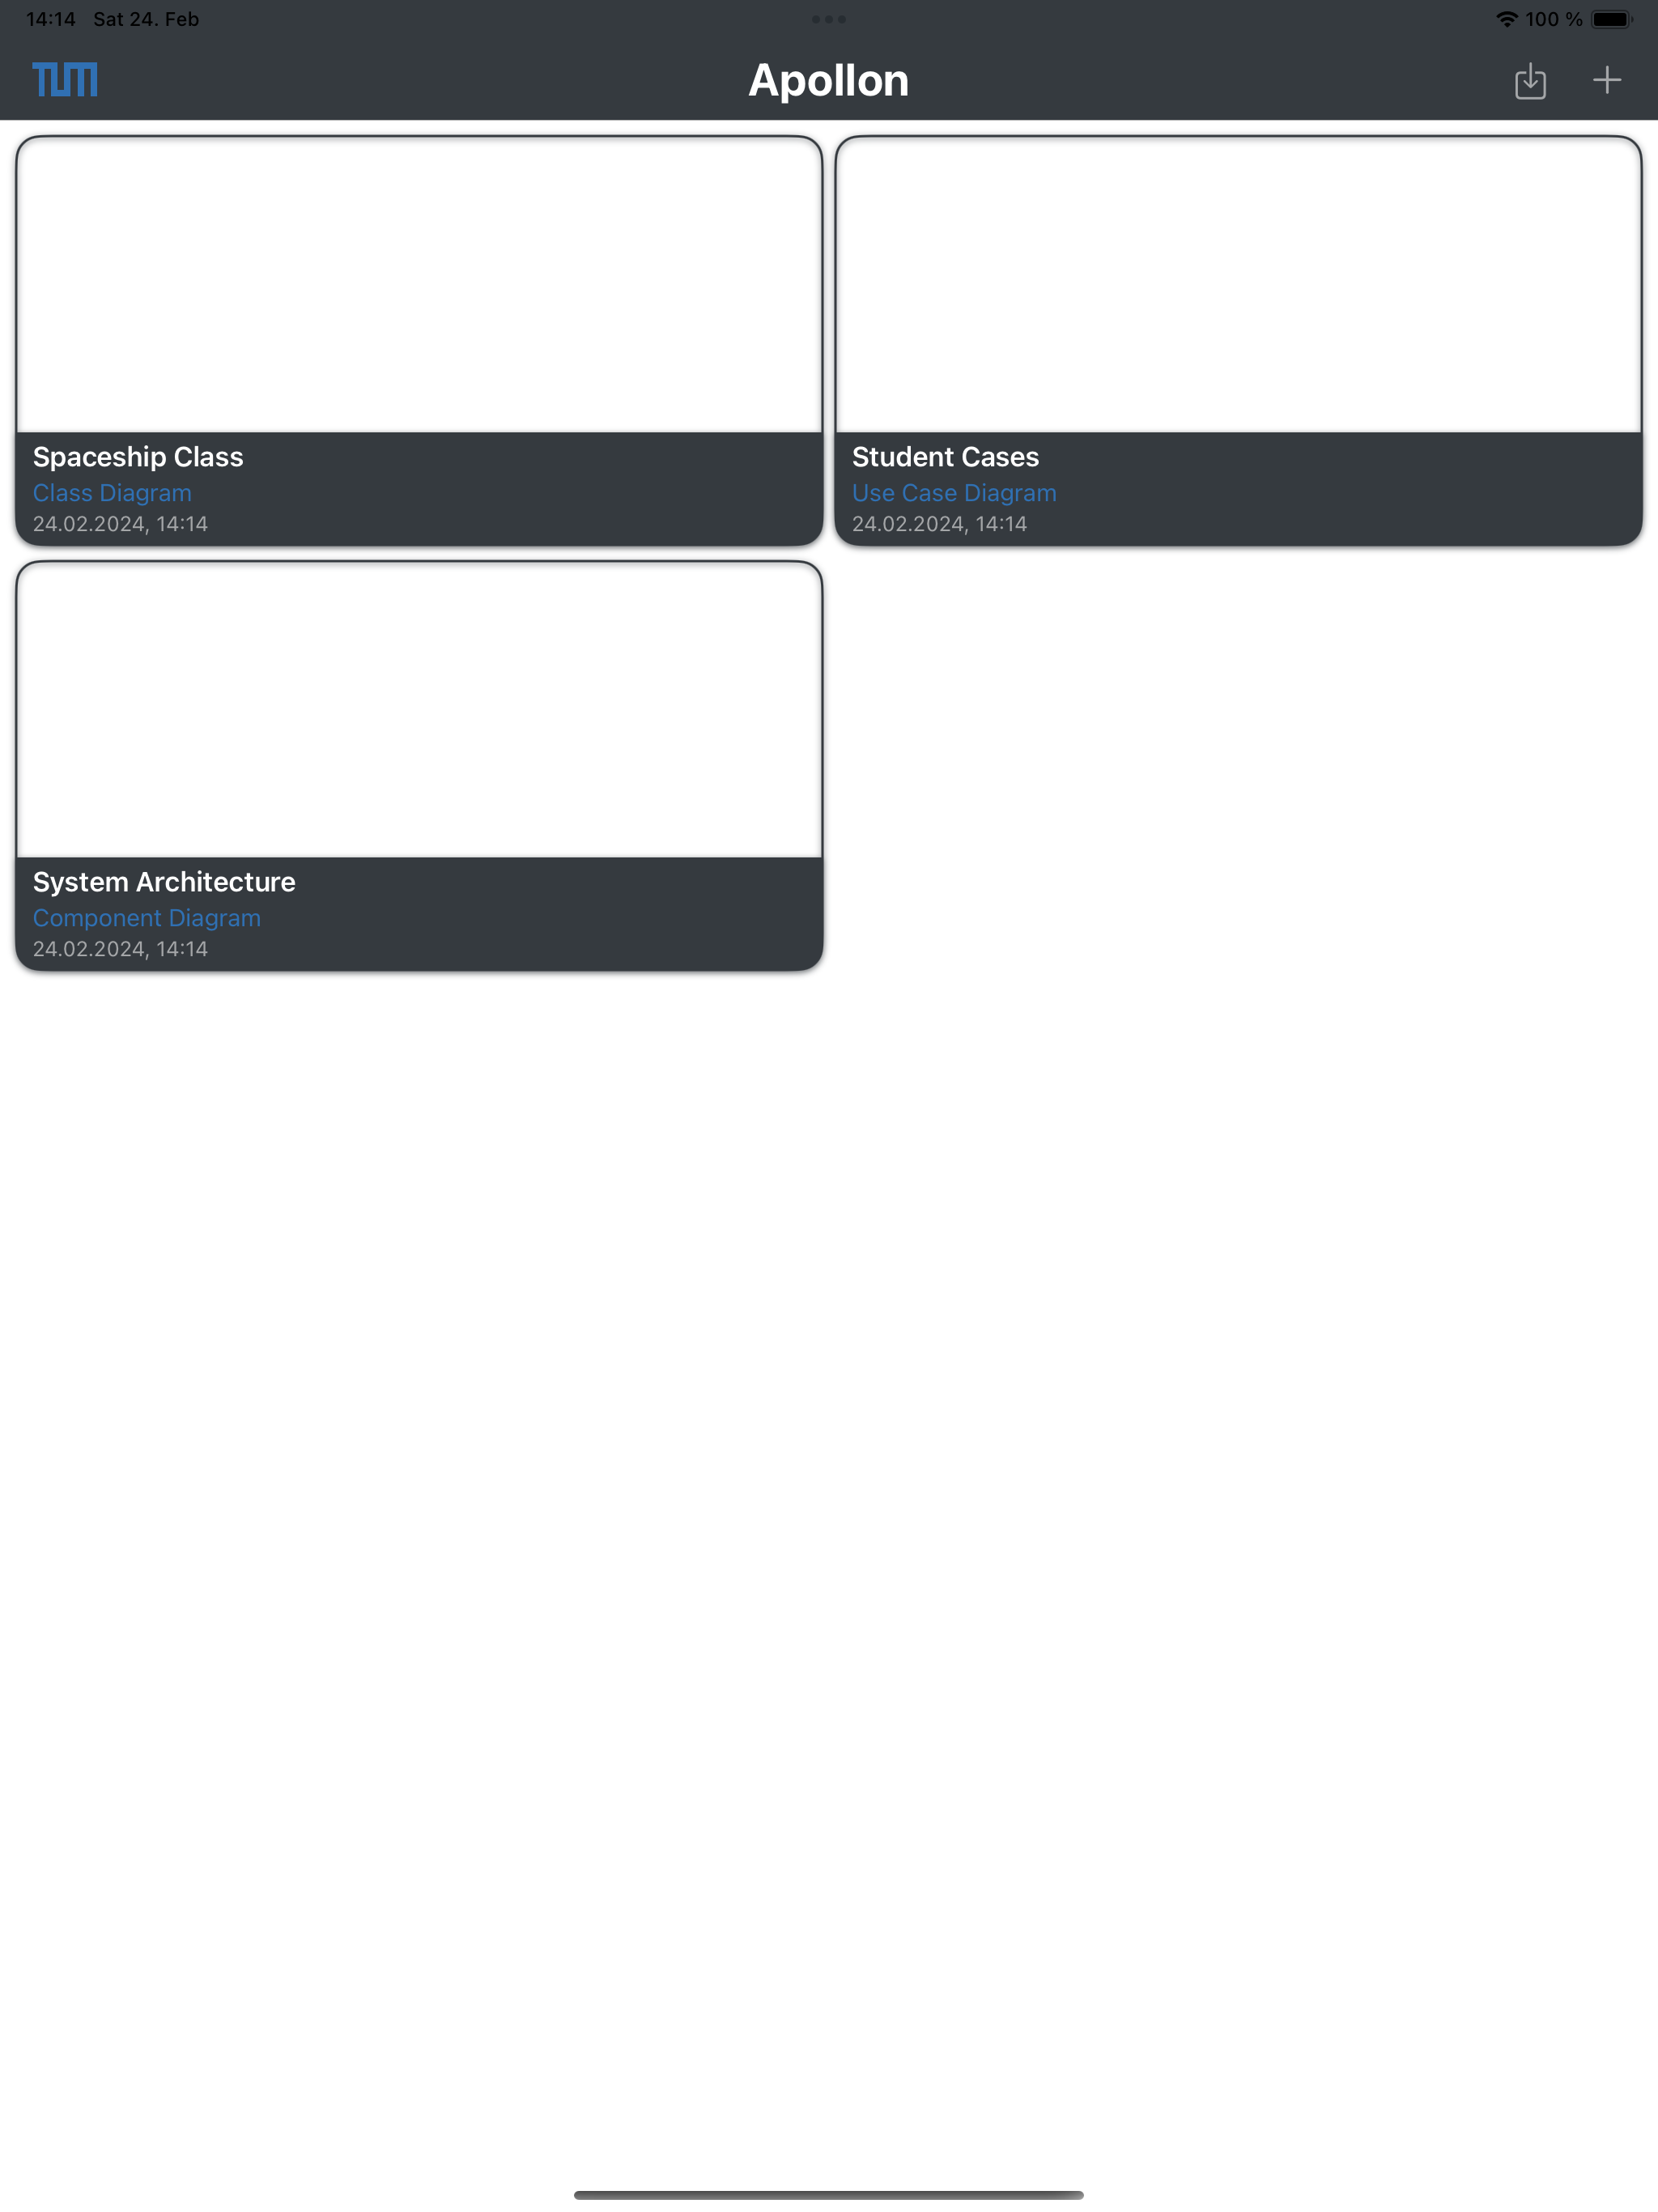 14:14 Sat 24. Feb 100 %
TUM Apollon
Spaceship Class
Class Diagram
24.02.2024, 14:14
Student Cases
Use Case Diagram
24.02.2024, 14:14
System Architecture
Component Diagram
24.02.2024, 14:14